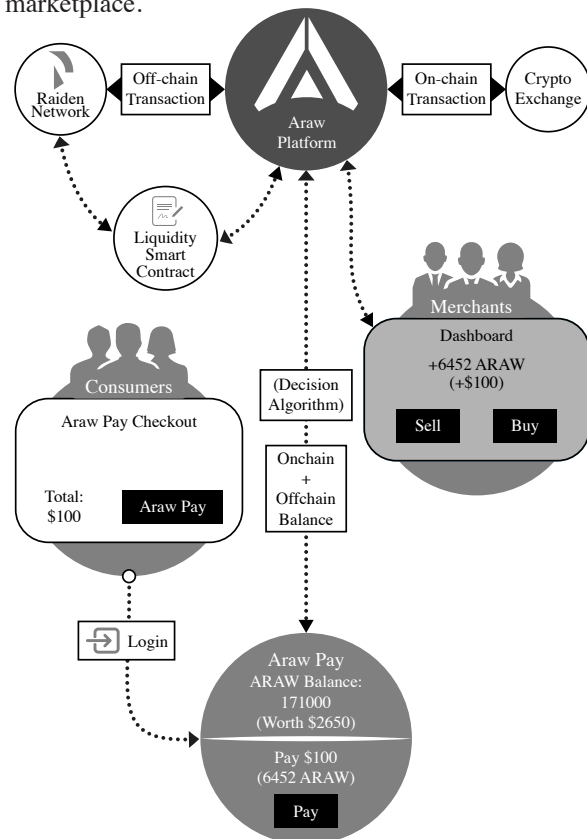 marketplace.
Raiden
Network
Off-chain
Transaction
Araw
Platform
On-chain
Transaction
Crypto
Exchange
Liquidity
Smart
Contract
Merchants
Dashboard
+6452 ARAW
(+$100)
Sell
Buy
Consumers
Araw Pay Checkout
Total:
$100
Araw Pay
(Decision
Algorithm)
Onchain
+
Offchain
Balance
Login
Araw Pay
ARAW Balance:
171000
(Worth $2650)
Pay $100
(6452 ARAW)
Pay